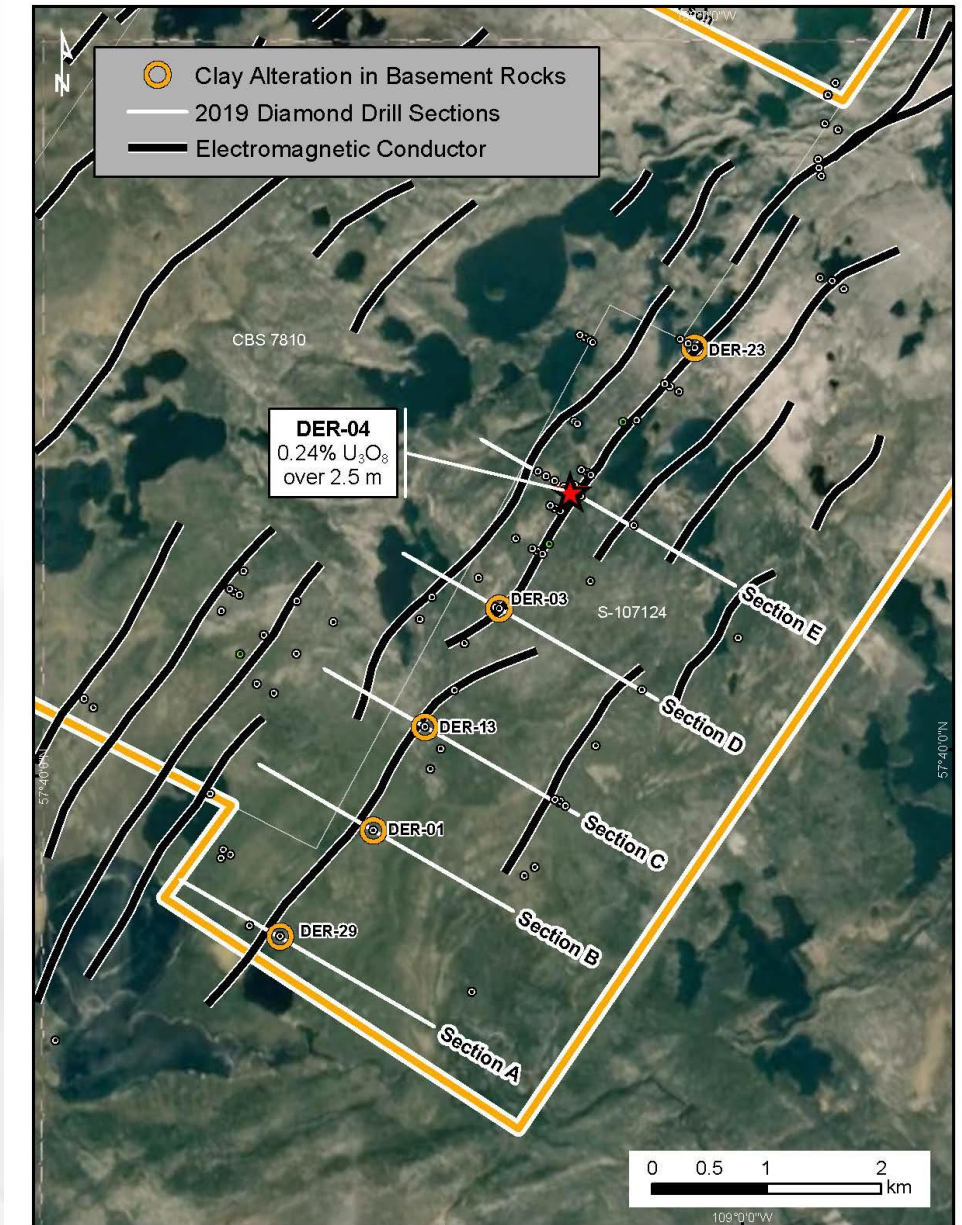 N
Clay Alteration in Basement Rocks
2019 Diamond Drill Sections
Electromagnetic Conductor
CBS 7810
DER-23
DER-04
0.24% U₃O₈
over 2.5 m
DER-03
S-107124
Section E
DER-13
Section D
57°40'0"N
57°40'0"N
DER-01
Section C
DER-29
Section B
Section A
0 0.5 1 2
km
109°0'0"W